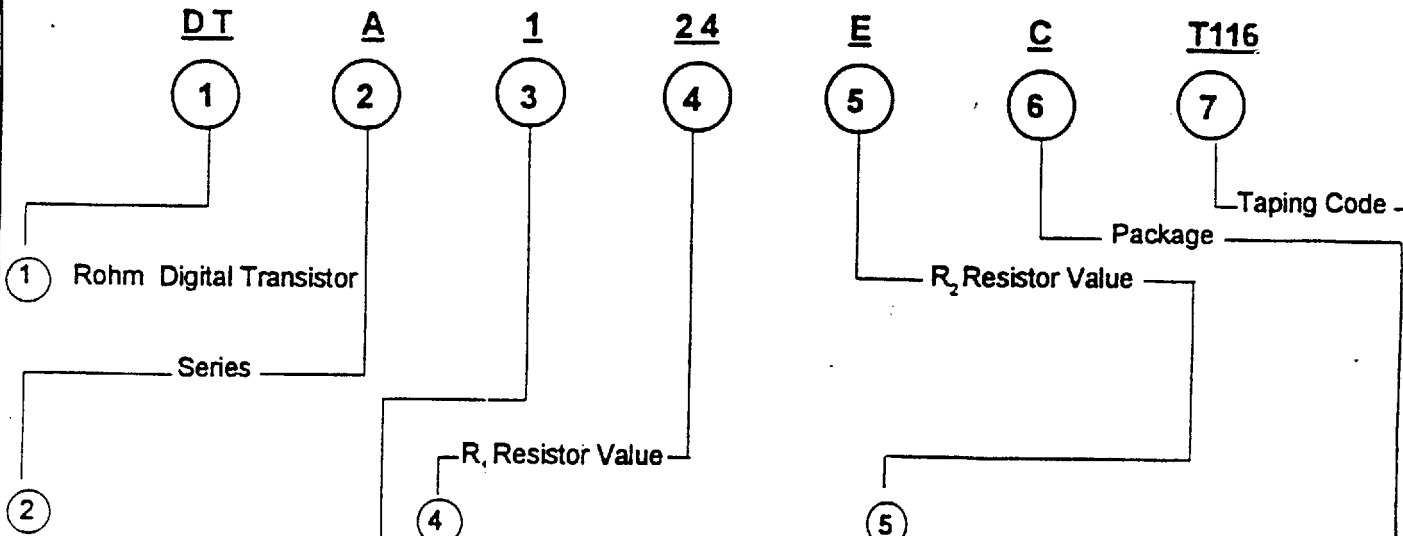 DT A 1 24 E C T116
1 2 3 4 5 6 7
Taping Code
Package
1 Rohm Digital Transistor
R2 Resistor Value
Series
R1 Resistor Value
2 4 5